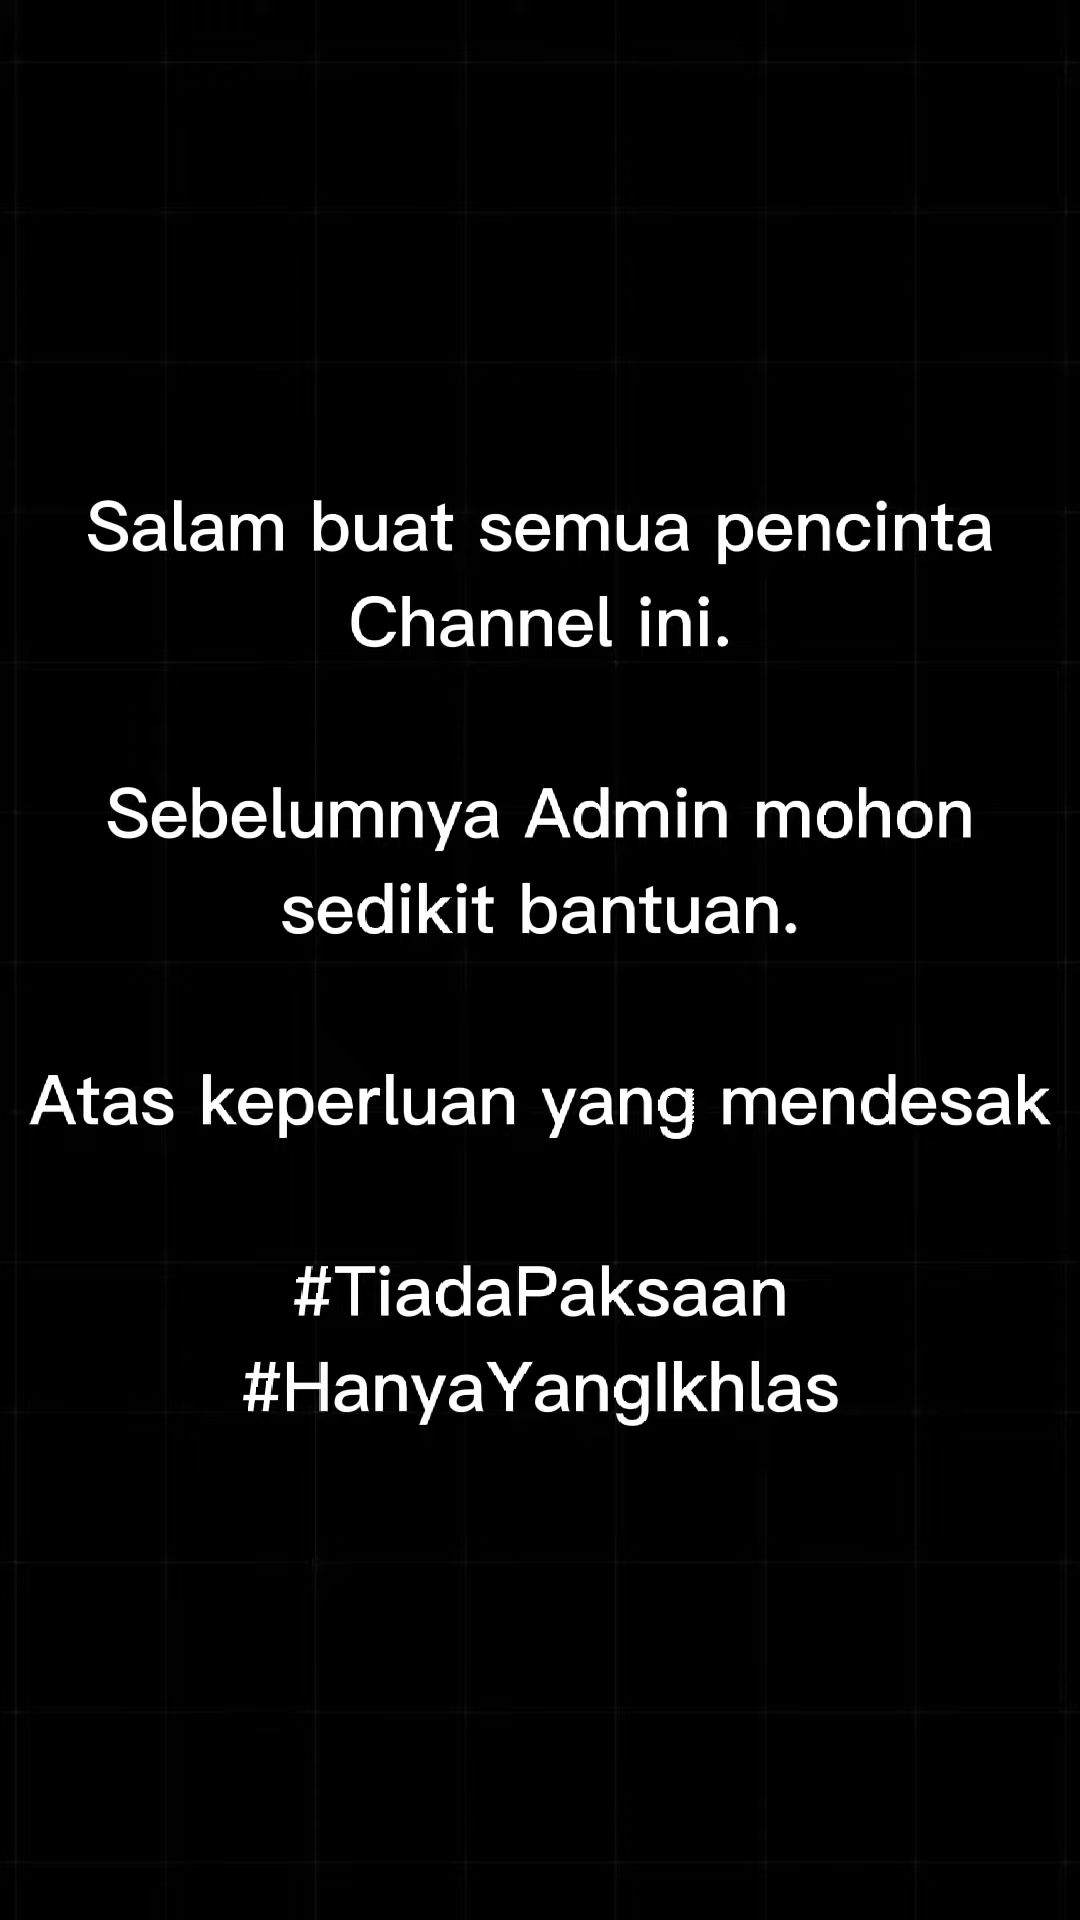 Salam buat semua pencinta
Channel ini.
Sebelumnya Admin mohon
sedikit bantuan.
Atas keperluan yang mendesak
#TiadaPaksaan
#HanyaYangIkhlas